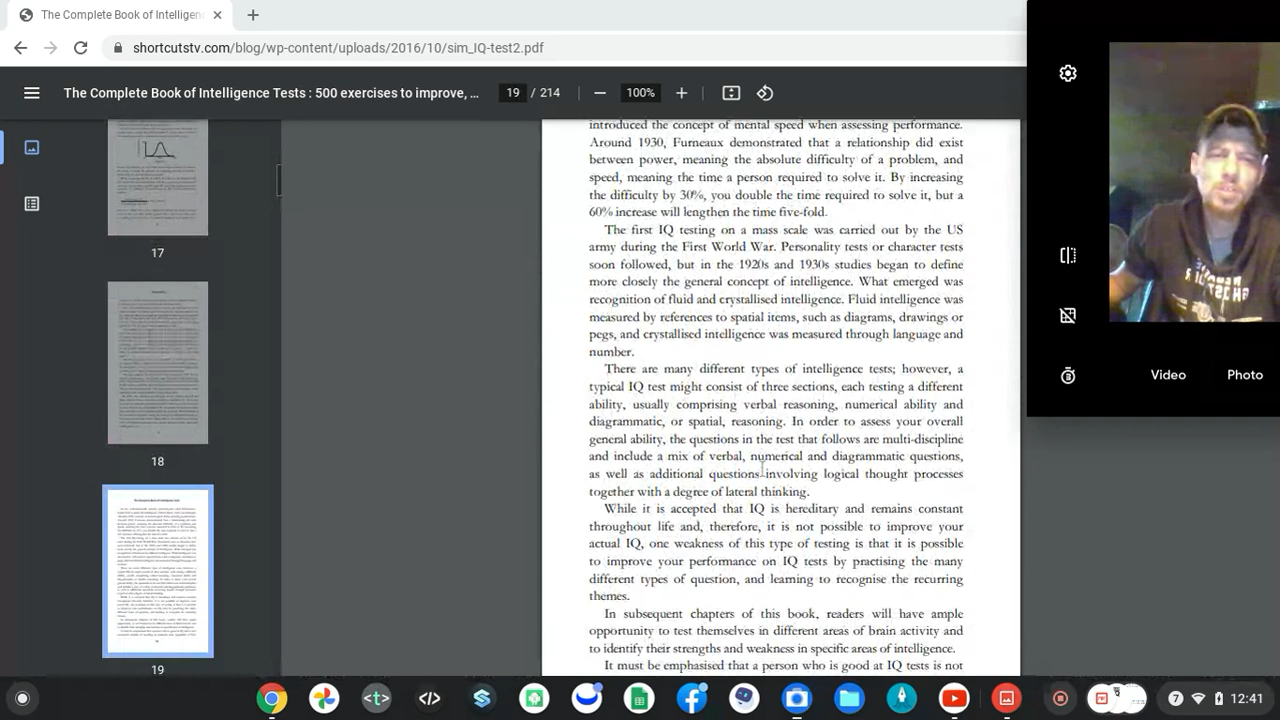 The Complete Book of Intelligen
shortcutstv.com/blog/wp-content/uploads/2016/10/sim_IQ-test2.pdf
The Complete Book of Intelligence Tests : 500 exercises to improve, ...
19 / 214
100%
17
18
19
introduced the concept of mental speed when assessing performance.
Around 1930, Furneaux demonstrated that a relationship did exist
between power, meaning the absolute difficulty of a problem, and
speed, meaning the time a person required to solve it. By increasing
the difficulty by 30%, you double the time required to solve it, but a
60% increase will lengthen the time five-fold.
The first IQ testing on a mass scale was carried out by the US
army during the First World War. Personality tests or character tests
soon followed, but in the 1920s and 1930s studies began to define
more closely the general concept of intelligence. What emerged was
recognition of fluid and crystallised intelligence. Fluid intelligence was
measured by references to spatial items, such as diagrams, drawings or
pegs, and crystallised intelligence was measured through language and
number.
There are many different types of intelligence tests; however, a
typical IQ test might consist of three sections, each testing a different
ability, usually comprising verbal reasoning, numerical ability and
diagrammatic, or spatial, reasoning. In order to assess your overall
general ability, the questions in the test that follows are multi-discipline
and include a mix of verbal, numerical and diagrammatic questions,
as well as additional questions involving logical thought processes
together with a degree of lateral thinking.
While it is accepted that IQ is hereditary and remains constant
throughout life and, therefore, it is not possible to improve your
actual IQ, one weakness of this type of testing is that it is possible
to improve your performance on IQ tests by practising the many
different types of question, and learning to recognise the recurring
themes.
In subsequent chapters of this book, readers will have ample
opportunity to test themselves in different areas of brain activity and
to identify their strengths and weakness in specific areas of intelligence.
It must be emphasised that a person who is good at IQ tests is not
Video
Photo
7
12:41